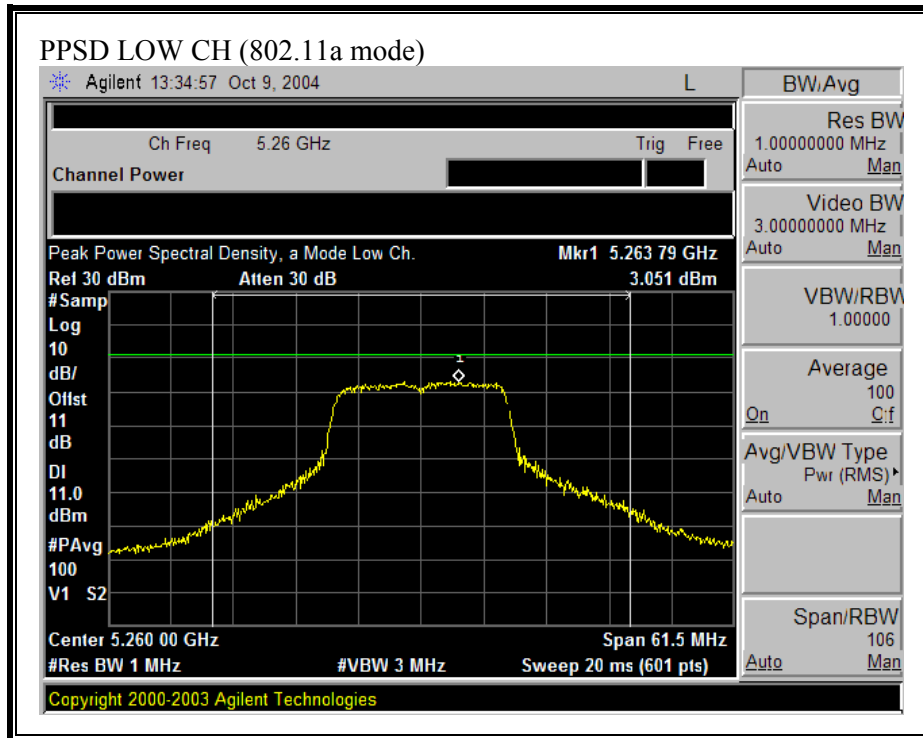 PPSD LOW CH (802.11a mode)
Agilent 13:34:57 Oct 9, 2004 L
BW/Avg
Ch Freq 5.26 GHz Trig Free
Channel Power
Res BW
1.00000000 MHz
Auto Man
Video BW
3.00000000 MHz
Auto Man
VBW/RBW
1.00000
Average
100
On Off
Avg/VBW Type
Pwr (RMS)
Auto Man
Span/RBW
106
Auto Man
Peak Power Spectral Density, a Mode Low Ch. Mkr1 5.263 79 GHz
Ref 30 dBm Atten 30 dB 3.051 dBm
#Samp
Log
10
dB/
Offst
11
dB
DI
11.0
dBm
#PAvg
100
V1 S2
1
Center 5.260 00 GHz Span 61.5 MHz
#Res BW 1 MHz #VBW 3 MHz Sweep 20 ms (601 pts)
Copyright 2000-2003 Agilent Technologies